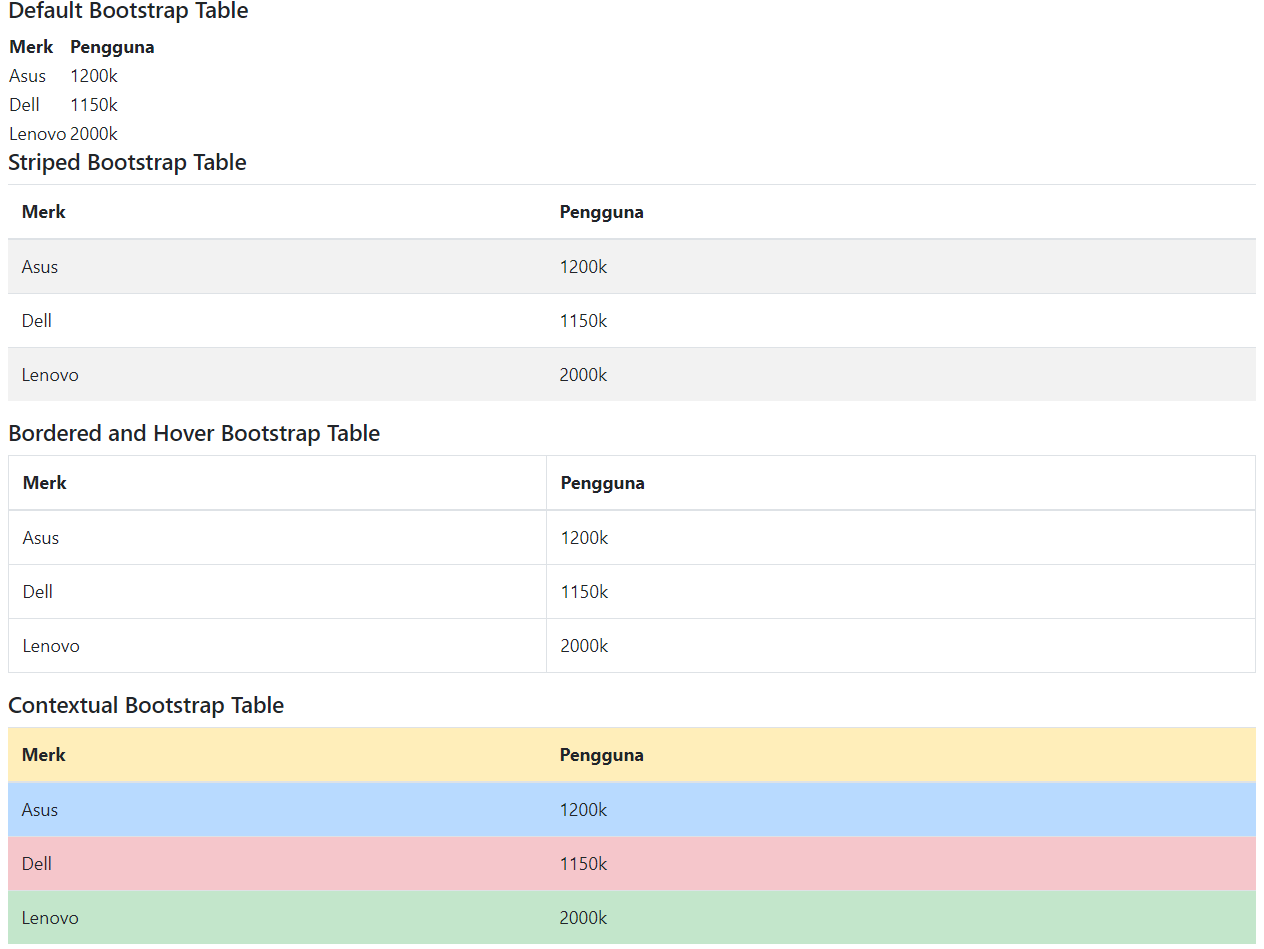 Default Bootstrap Table
Merk Pengguna
Asus 1200k
Dell 1150k
Lenovo 2000k
Striped Bootstrap Table
Merk Pengguna
Asus 1200k
Dell 1150k
Lenovo 2000k
Bordered and Hover Bootstrap Table
Merk Pengguna
Asus 1200k
Dell 1150k
Lenovo 2000k
Contextual Bootstrap Table
Merk Pengguna
Asus 1200k
Dell 1150k
Lenovo 2000k